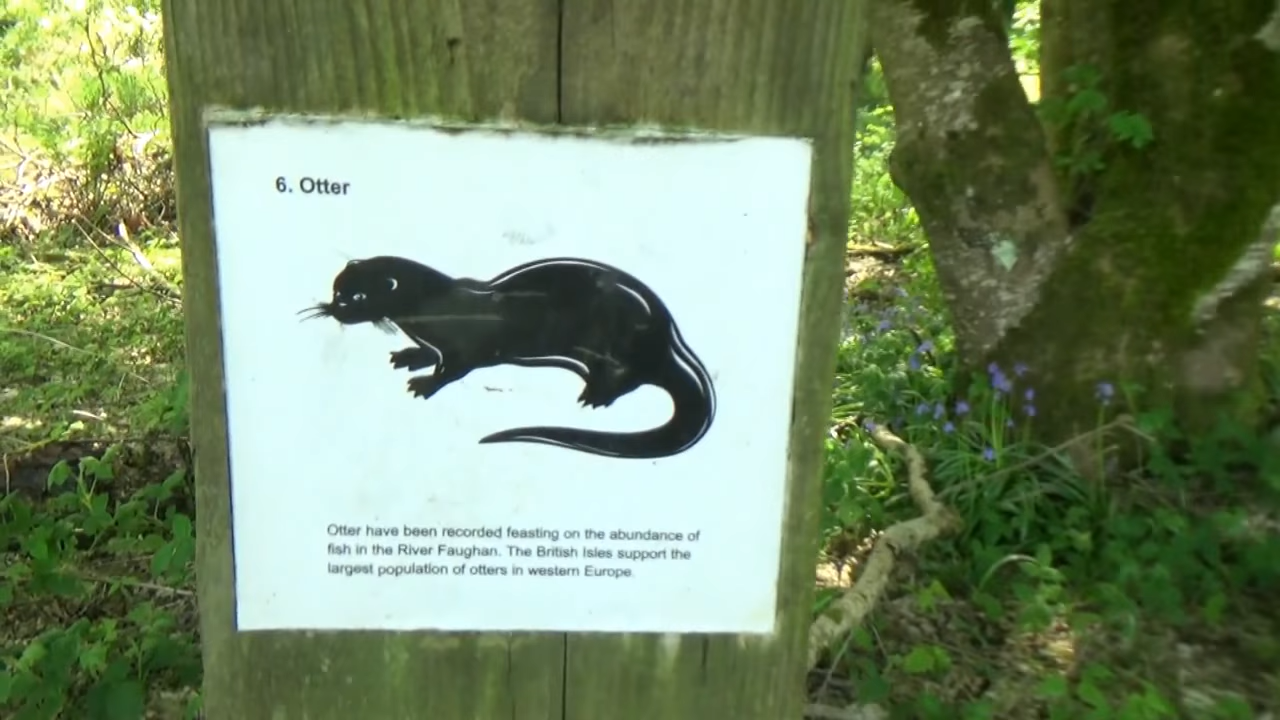 6. Otter
Otter have been recorded feasting on the abundance of
fish in the River Faughan. The British Isles support the
largest population of otters in western Europe.